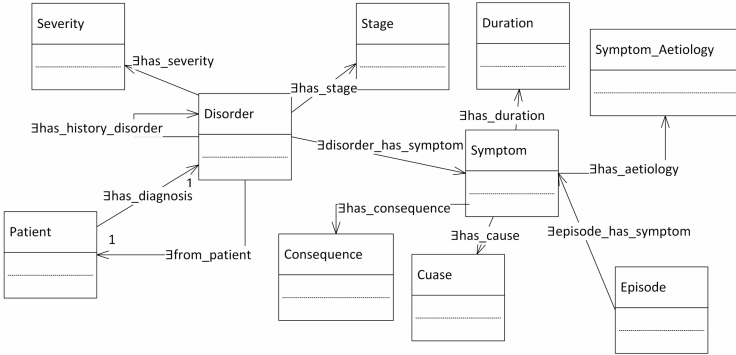 Severity
Stage
Duration
Symptom_Aetiology
∃has_severity
∃has_stage
Disorder
∃has_duration
∃has_history_disorder
∃disorder_has_symptom
Symptom
∃has_aetiology
1
∃has_diagnosis
∃has_consequence
Patient
1
∃has_cause
∃episode_has_symptom
∃from_patient
Consequence
Cuase
Episode